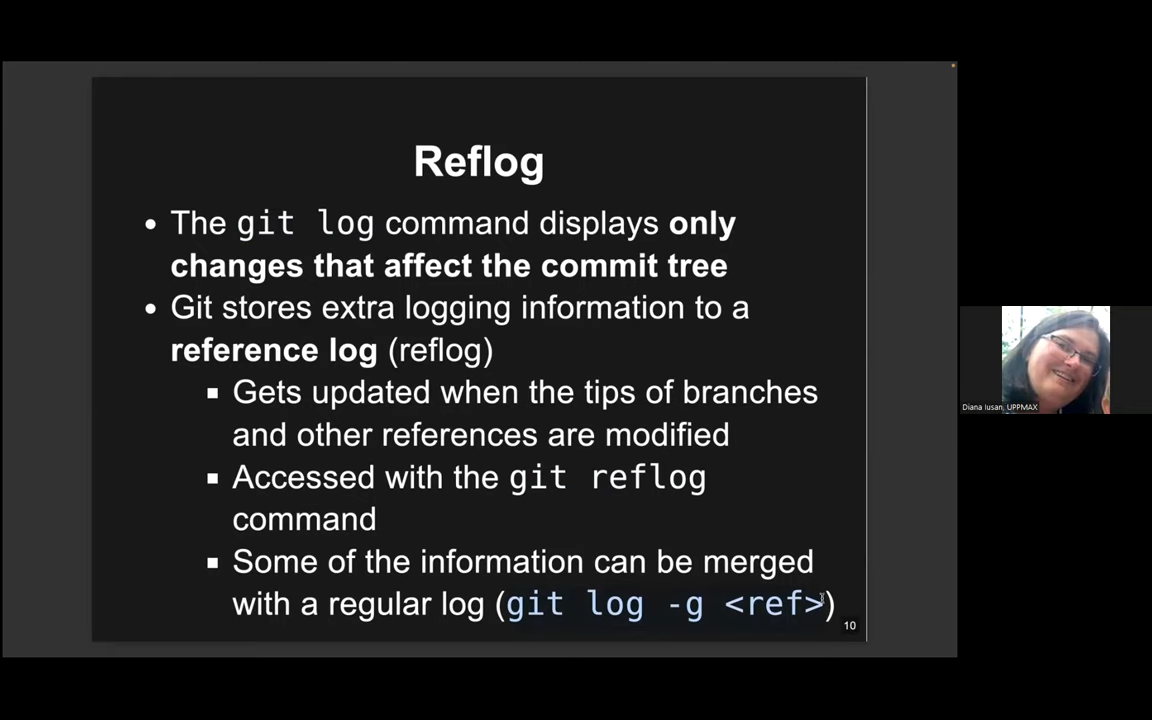 Reflog
• The git log command displays only
changes that affect the commit tree
• Git stores extra logging information to a
reference log (reflog)
▪ Gets updated when the tips of branches
and other references are modified
▪ Accessed with the git reflog
command
▪ Some of the information can be merged
with a regular log (git log -g <ref>)
10
Diana Iusan, UPPMAX